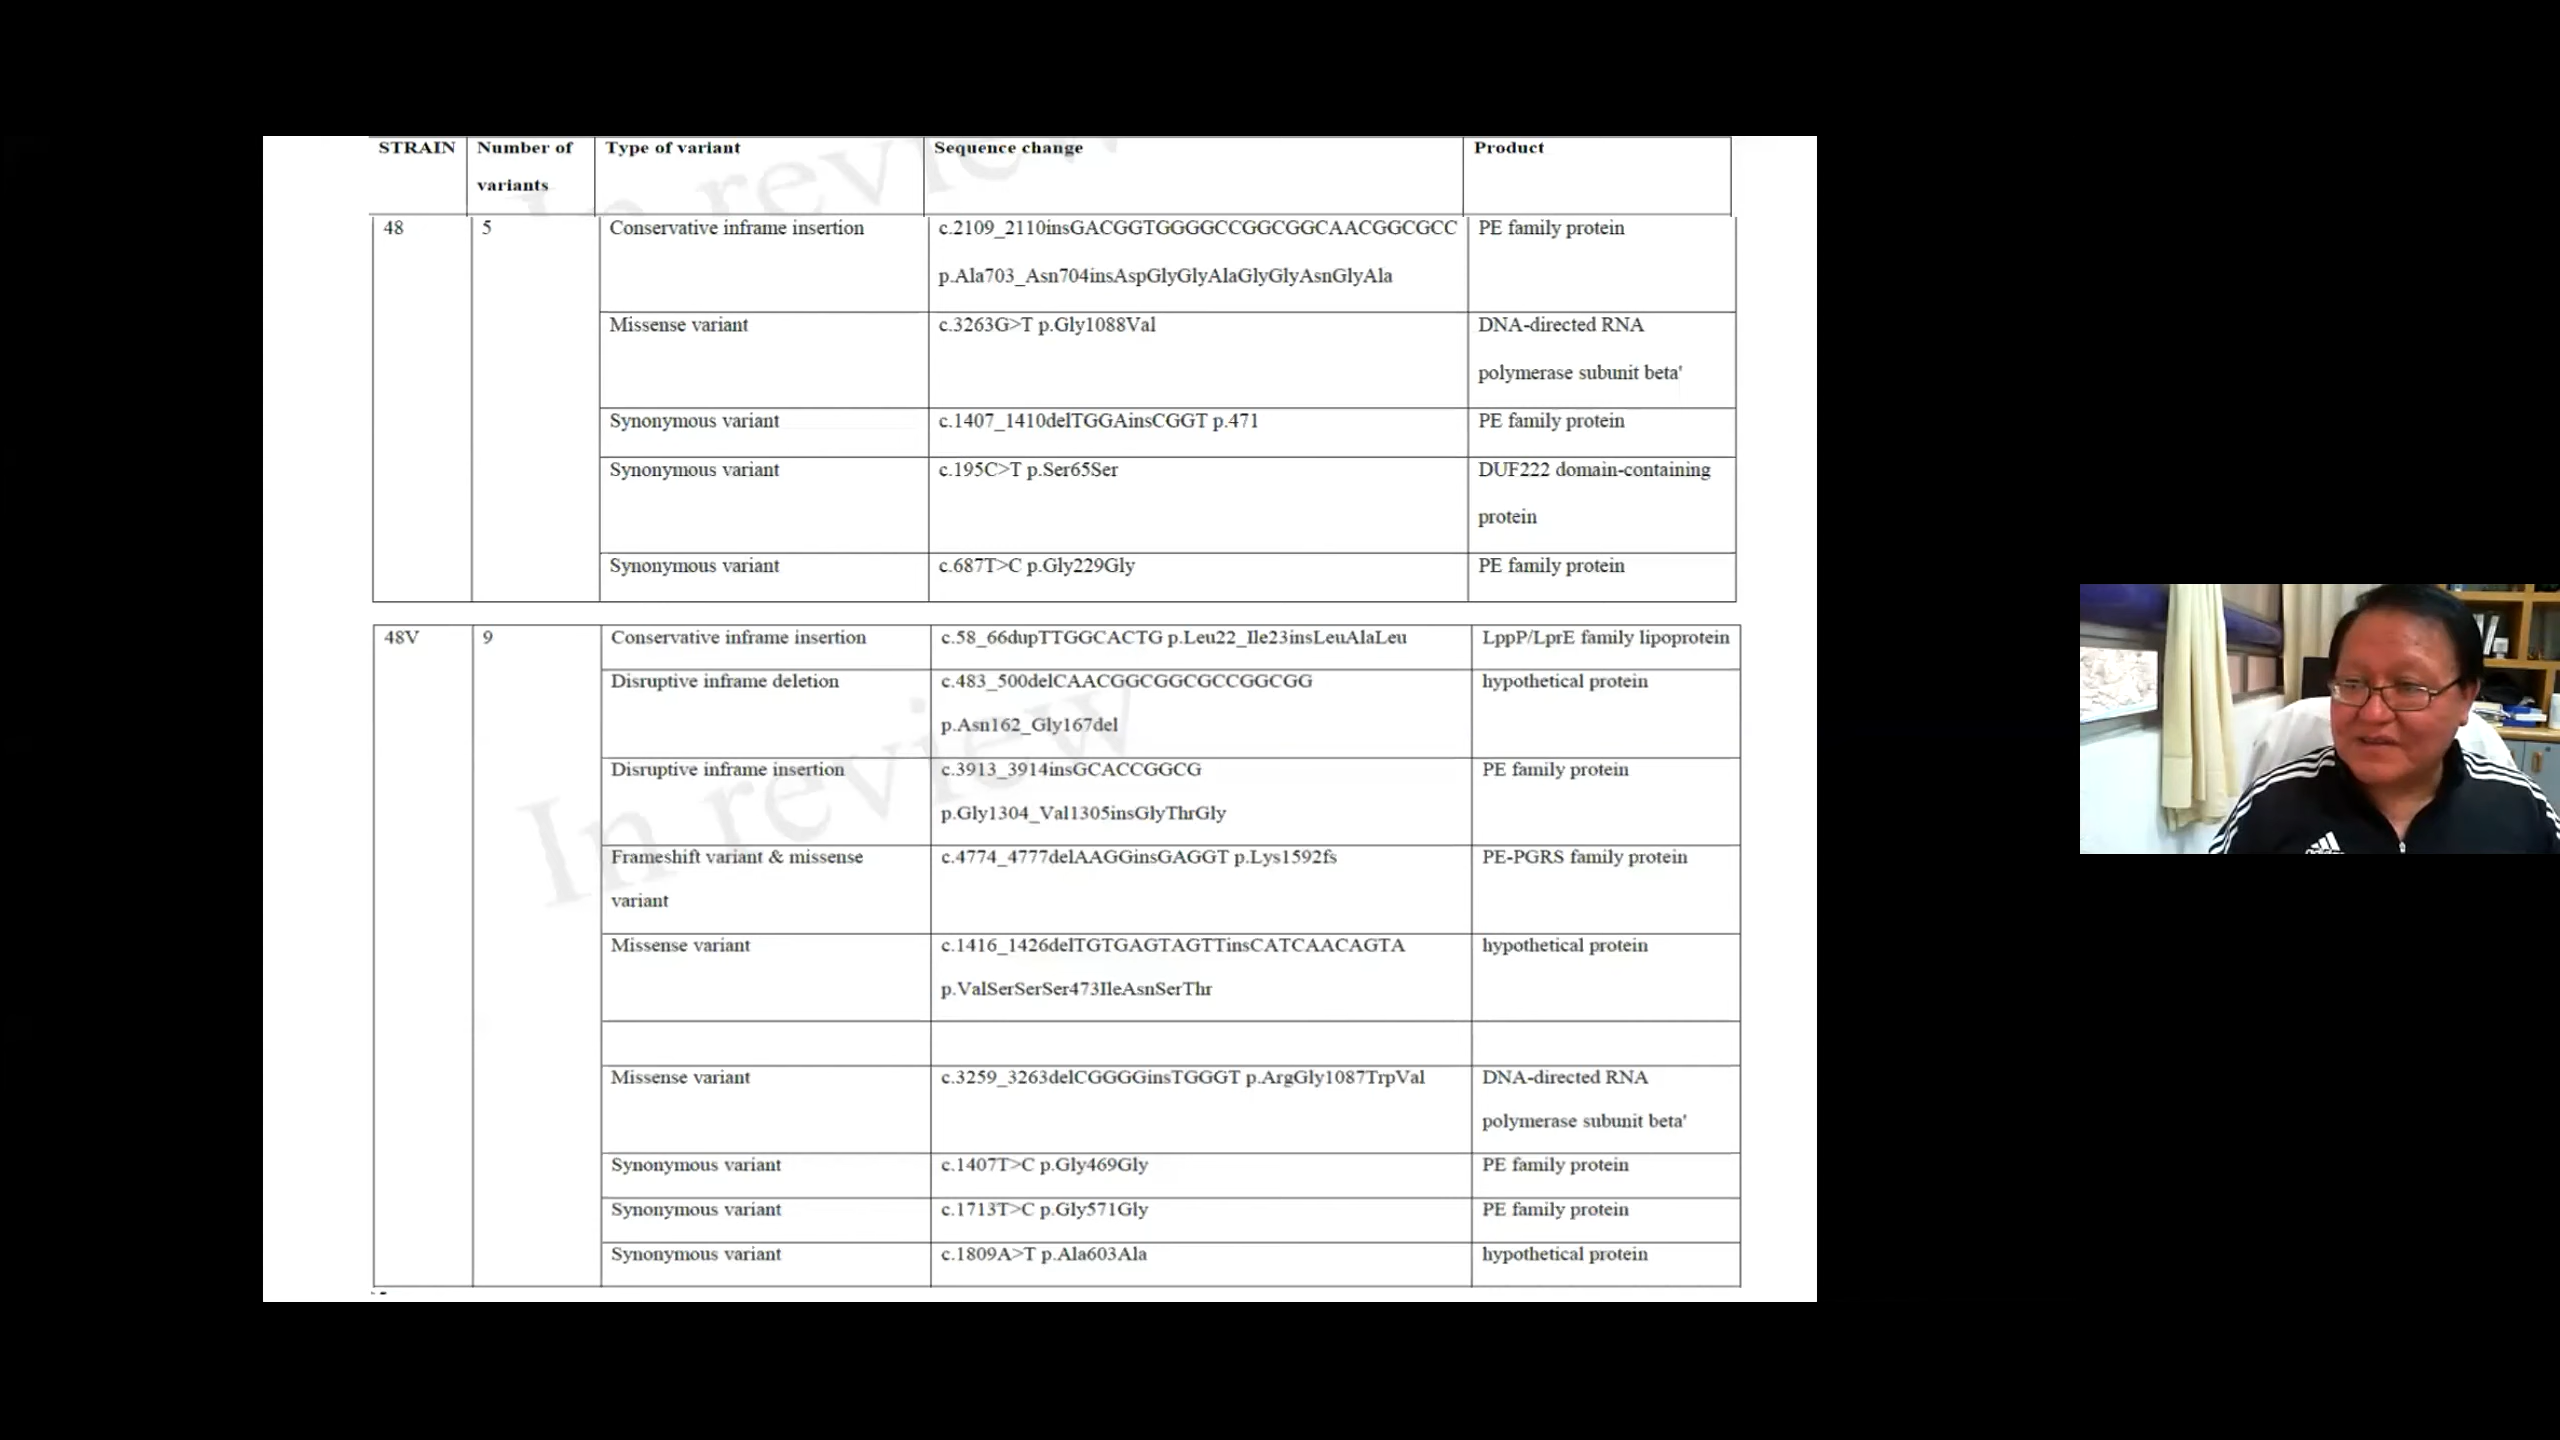 STRAIN Number of variants Type of variant Sequence change Product
48 5 Conservative inframe insertion c.2109_2110insGACGGTGGGGCCGGCGGCAACGGCGCC PE family protein
p.Ala703_Asn704insAspGlyGlyAlaGlyGlyAsnGlyAla
Missense variant c.3263G>T p.Gly1088Val DNA-directed RNA
polymerase subunit beta'
Synonymous variant c.1407_1410delTGGAinsCGGT p.471 PE family protein
Synonymous variant c.195C>T p.Ser65Ser DUF222 domain-containing
protein
Synonymous variant c.687T>C p.Gly229Gly PE family protein
48V 9 Conservative inframe insertion c.58_66dupTTGGCACTG p.Leu22_Ile23insLeuAlaLeu LppP/LprE family lipoprotein
Disruptive inframe deletion c.483_500delCAACGGCGGCGCCGGCGG hypothetical protein
p.Asn162_Gly167del
Disruptive inframe insertion c.3913_3914insGCACCGGCG PE family protein
p.Gly1304_Val1305insGlyThrGly
Frameshift variant & missense c.4774_4777delAAGGinsGAGGT p.Lys1592fs PE-PGRS family protein
variant
Missense variant c.1416_1426delTGTGAGTAGTTinsCATCAACAGTA hypothetical protein
p.ValSerSerSer473IleAsnSerThr
Missense variant c.3259_3263delCGGGGinsTGGGT p.ArgGly1087TrpVal DNA-directed RNA
polymerase subunit beta'
Synonymous variant c.1407T>C p.Gly469Gly PE family protein
Synonymous variant c.1713T>C p.Gly571Gly PE family protein
Synonymous variant c.1809A>T p.Ala603Ala hypothetical protein
In review
In review
adidas